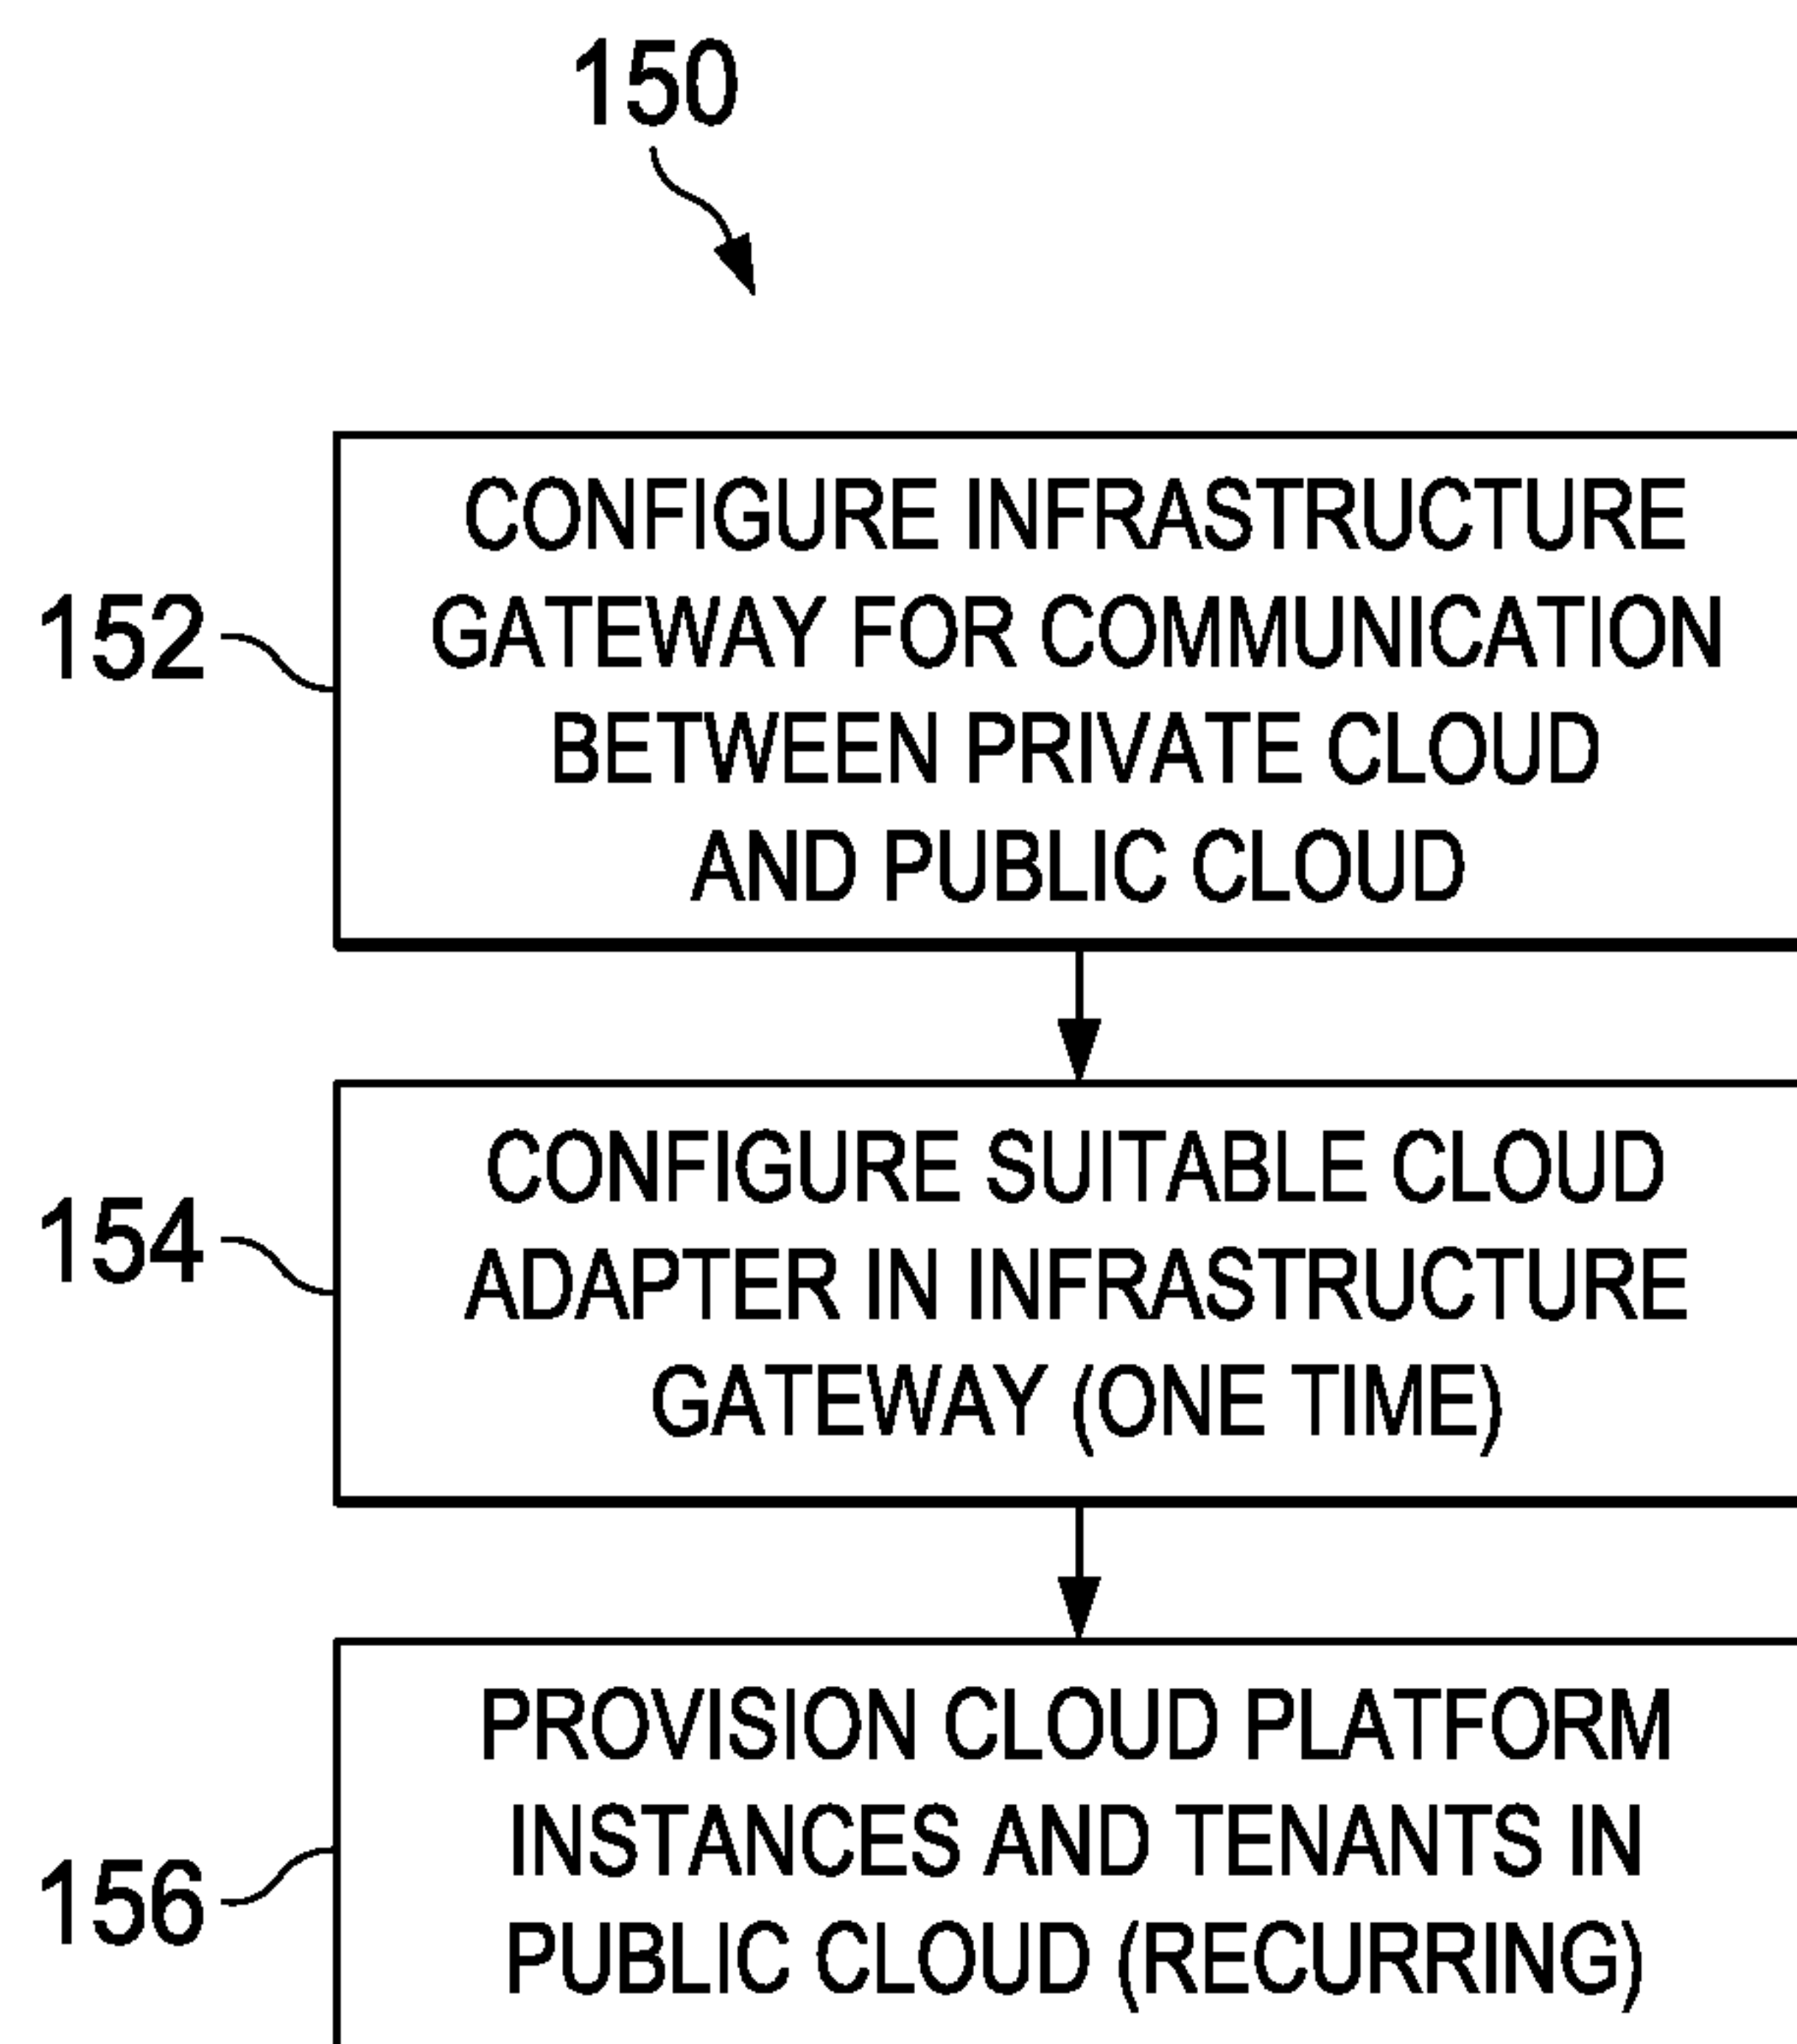 150
152
CONFIGURE INFRASTRUCTURE
GATEWAY FOR COMMUNICATION
BETWEEN PRIVATE CLOUD
AND PUBLIC CLOUD
154
CONFIGURE SUITABLE CLOUD
ADAPTER IN INFRASTRUCTURE
GATEWAY (ONE TIME)
156
PROVISION CLOUD PLATFORM
INSTANCES AND TENANTS IN
PUBLIC CLOUD (RECURRING)